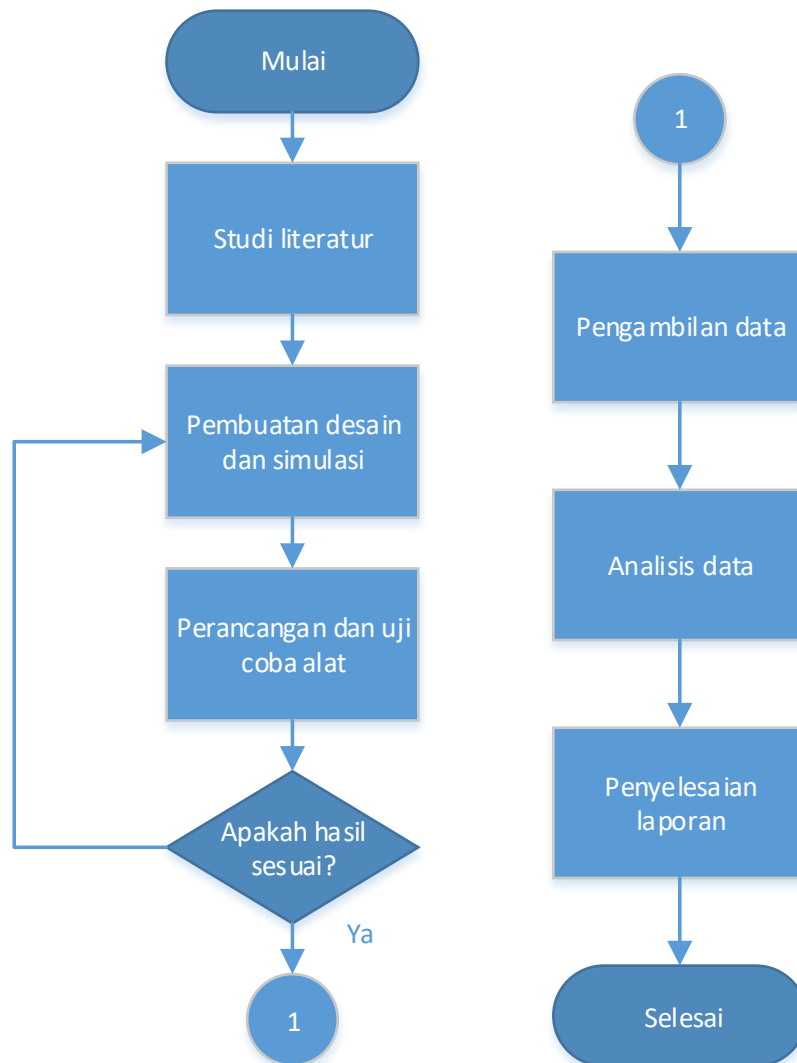 Mulai
Studi literatur
Pembuatan desain
dan simulasi
Perancangan dan uji
coba alat
Apakah hasil
sesuai?
Ya
1
1
Pengambilan data
Analisis data
Penyelesaian
laporan
Selesai